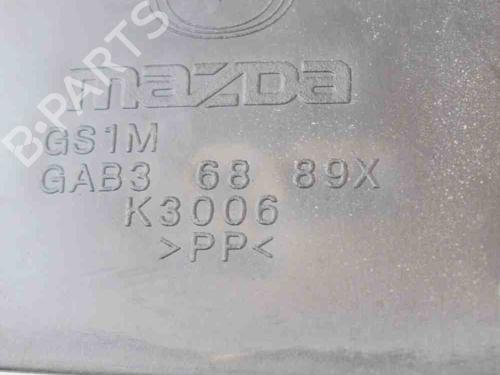 B-PARTS
mazda
GS1M
GAB3 68 89X
K3006
>PP<